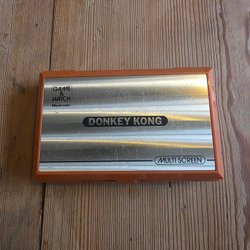 GAME &
WATCH
Nintendo
DONKEY KONG
MULTI SCREEN